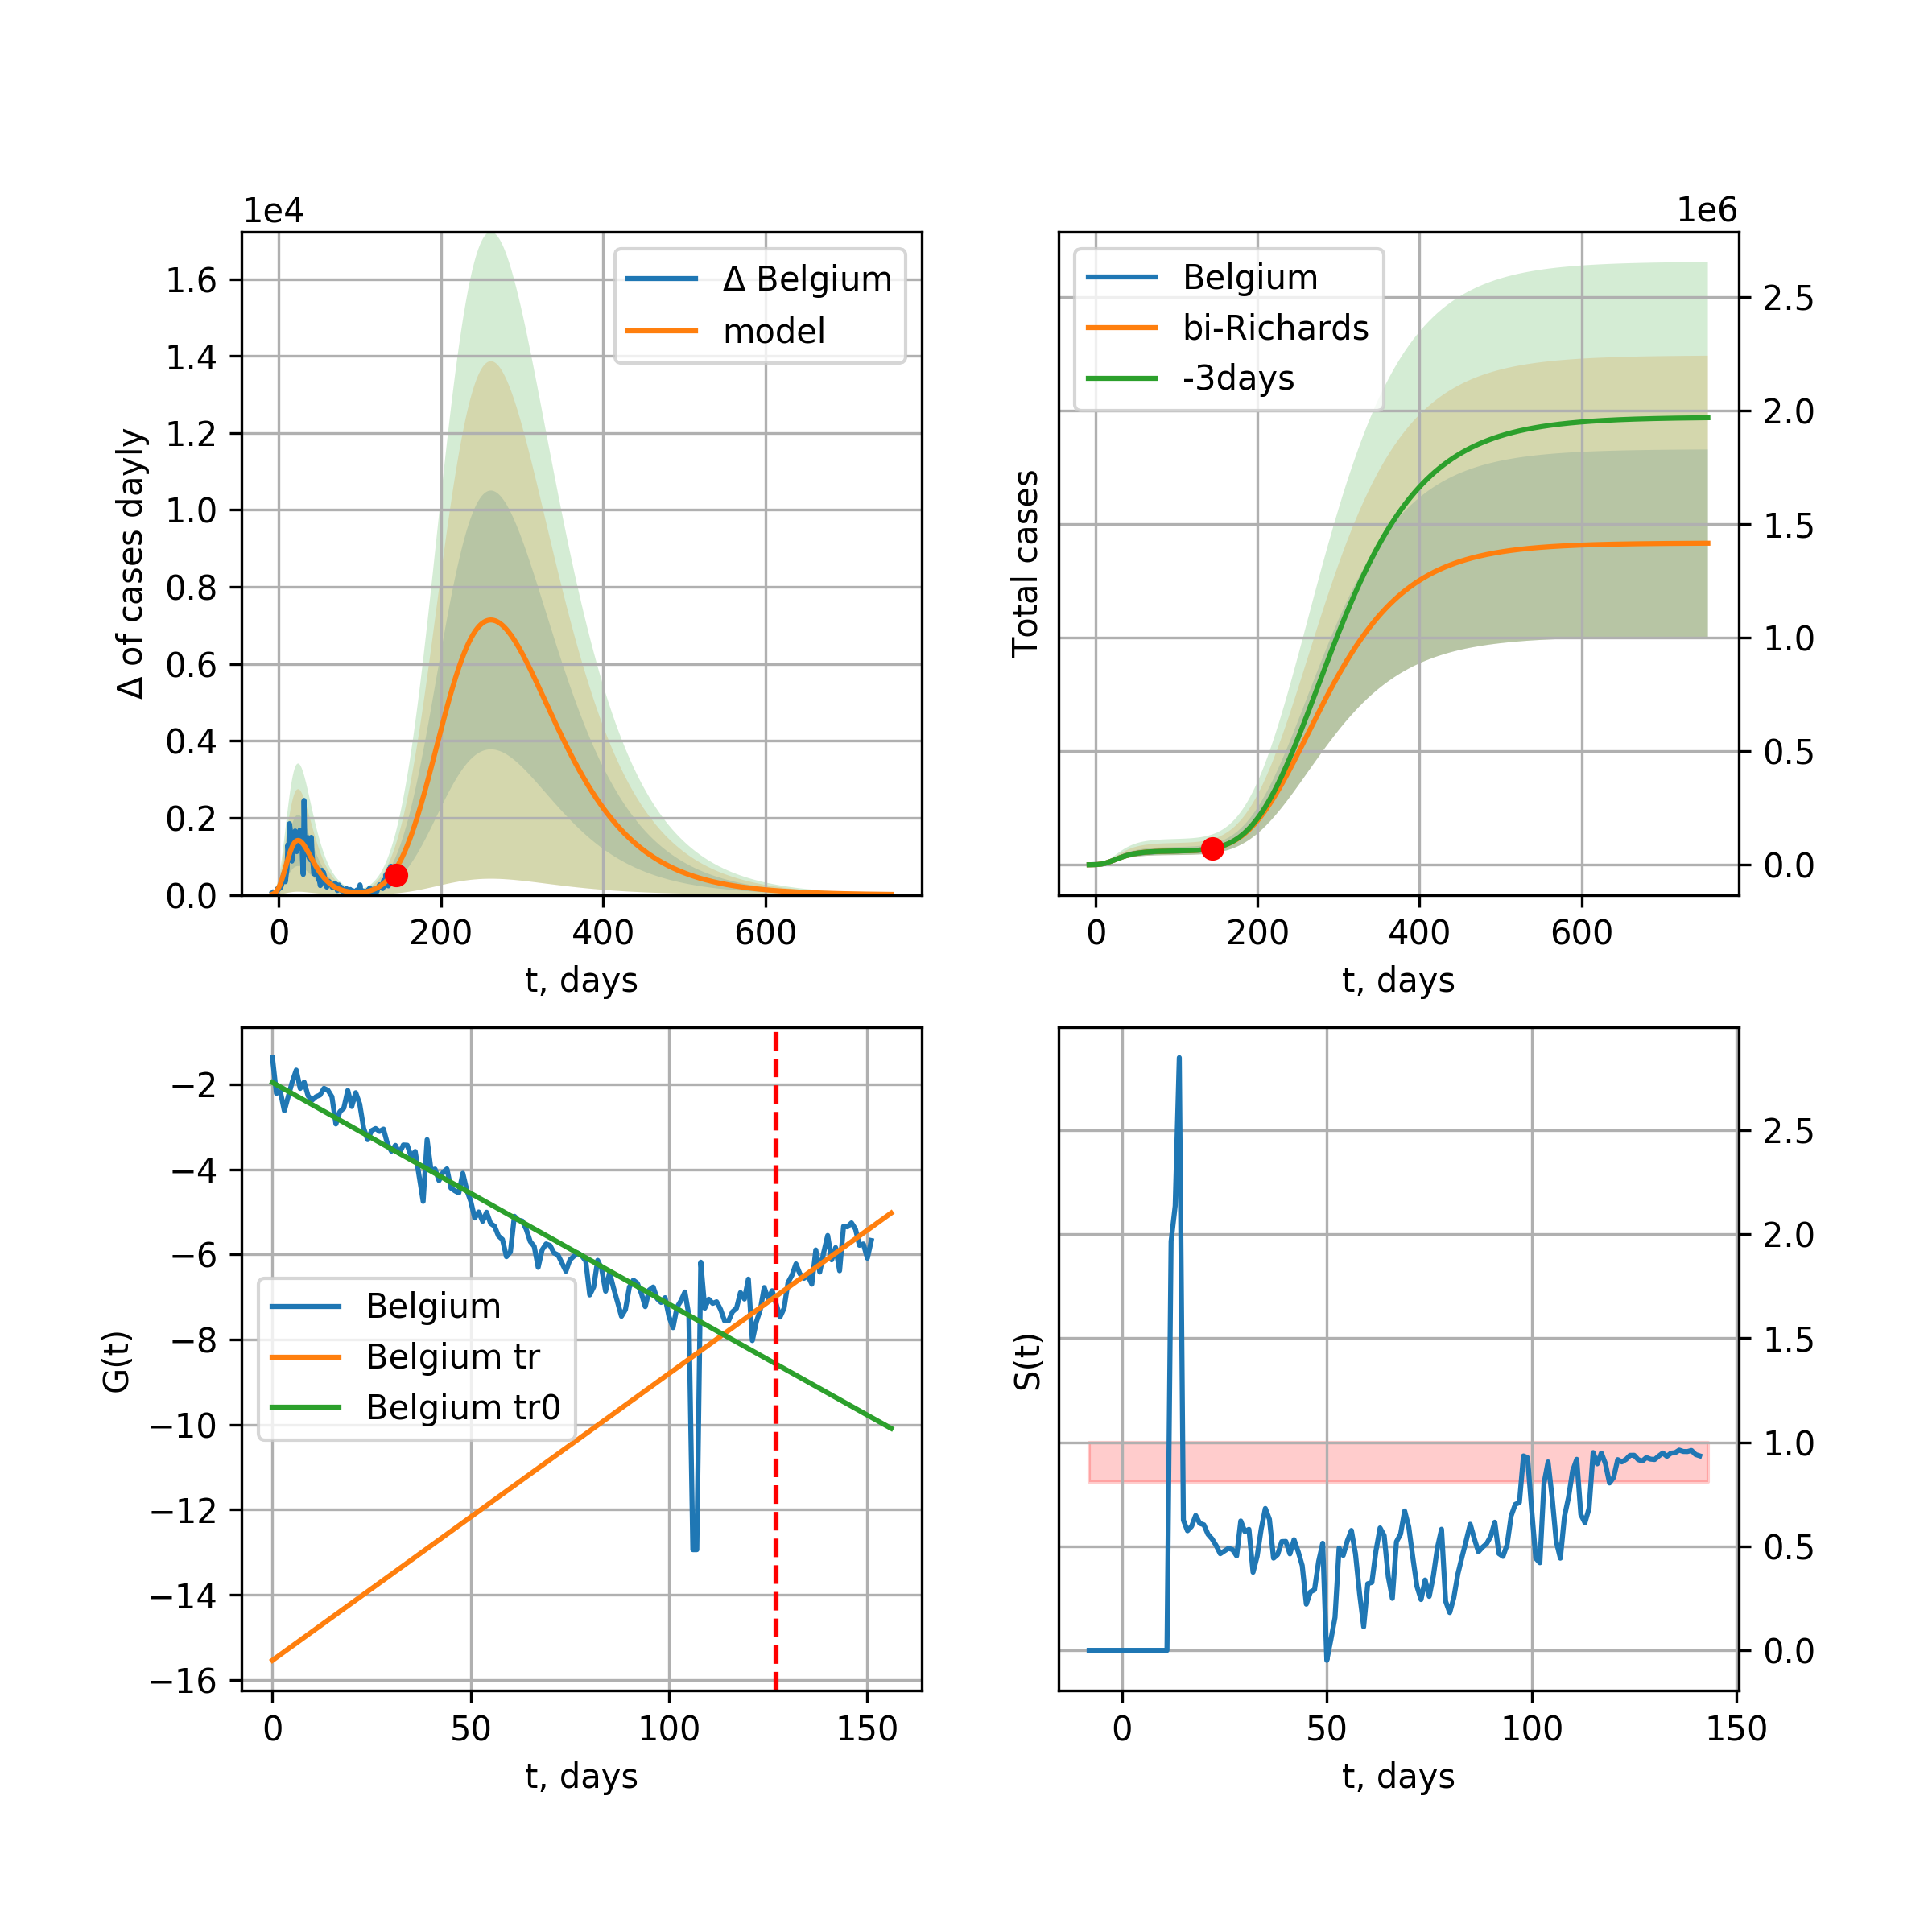 1e4
Δ of cases dayly
1.6
1.4
1.2
1.0
0.8
0.6
0.4
0.2
0.0
0 200 400 600
t, days
Δ Belgium
model
1e6
Total cases
2.5
2.0
1.5
1.0
0.5
0.0
0 200 400 600
t, days
Belgium
bi-Richards
-3days
G(t)
−2
−4
−6
−8
−10
−12
−14
−16
0 50 100 150
t, days
Belgium
Belgium tr
Belgium tr0
S(t)
2.5
2.0
1.5
1.0
0.5
0.0
0 50 100 150
t, days